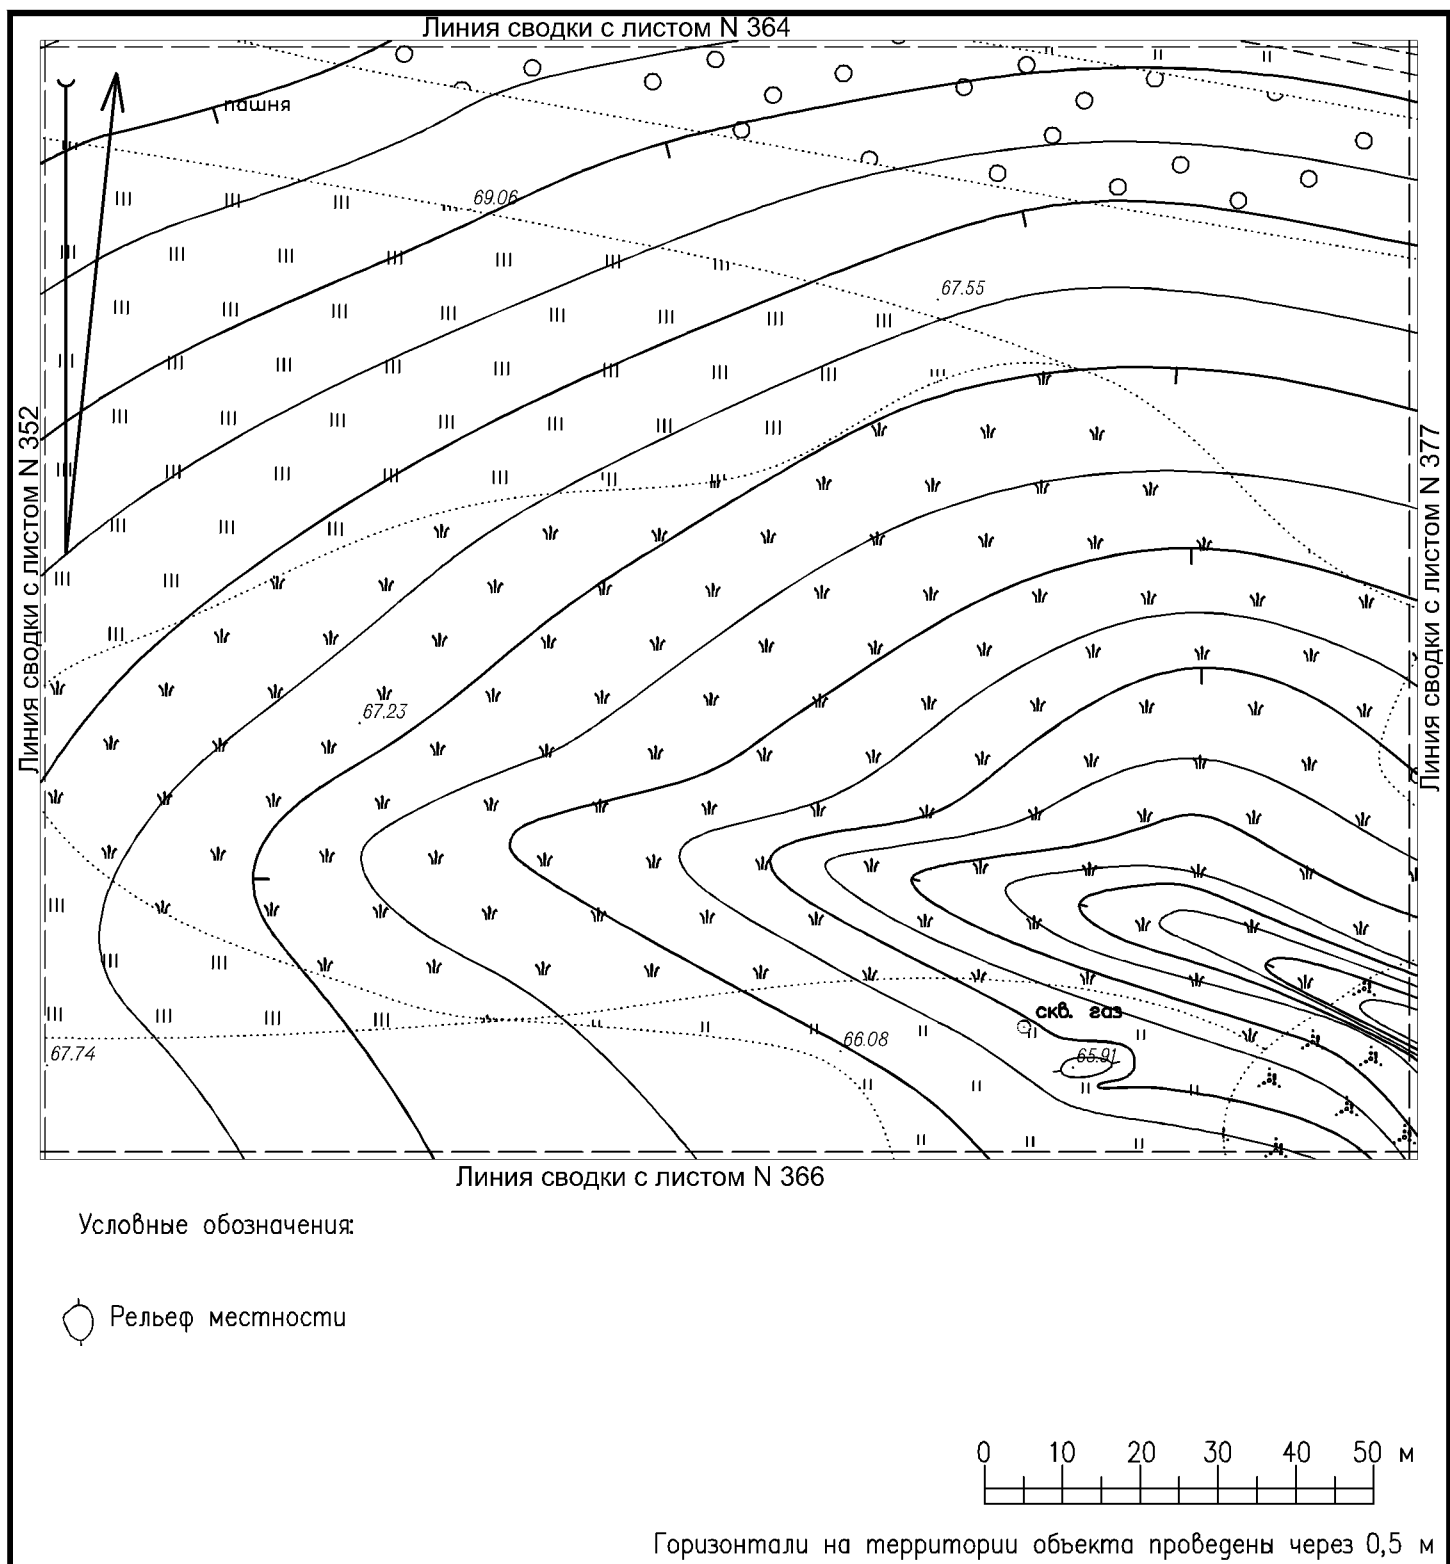 Линия сводки с листом N 364
пашня
69.06
67.55
Линия сводки с листом N 352
Линия сводки с листом N 377
67.23
скв. газ
66.08
65.91
67.74
Линия сводки с листом N 366
Условные обозначения:
Рельеф местности
0 10 20 30 40 50 м
Горизонтали на территории объекта проведены через 0,5 м